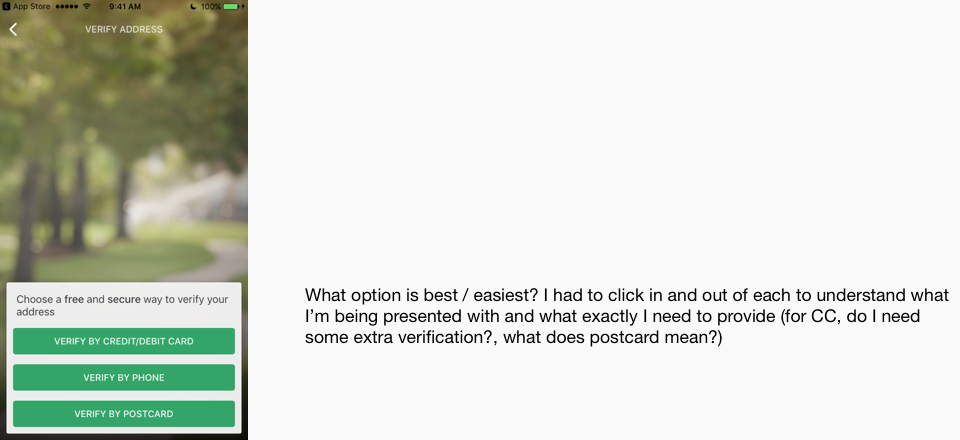 App Store 9:41 AM 100%
VERIFY ADDRESS
Choose a free and secure way to verify your
address
VERIFY BY CREDIT/DEBIT CARD
VERIFY BY PHONE
VERIFY BY POSTCARD
What option is best / easiest? I had to click in and out of each to understand what
I’m being presented with and what exactly I need to provide (for CC, do I need
some extra verification?, what does postcard mean?)